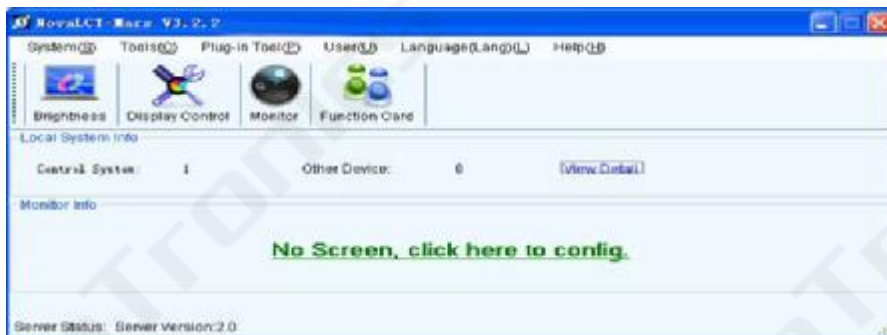 NovaLCT-Mars V3.2.2
System(S) Tools(C) Plug-in Tool(P) User(U) Language(Lang)(L) Help(H)
Brightness Display Control Monitor Function Card
Local System Info
Control System: 1 Other Device: 0 View Detail
Monitor Info
No Screen, click here to config.
Server Status: Server Version:2.0